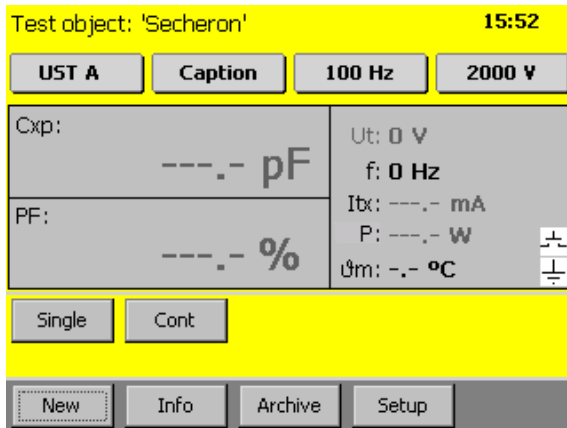 Test object: 'Secheron' 15:52
UST A Caption 100 Hz 2000 V
Cxp:
---.- pF
PF:
---.- %
Ut: 0 V
f: 0 Hz
Itx: ---.- mA
P: ---.- W
ϑm: -.- ºC
Single Cont
New Info Archive Setup